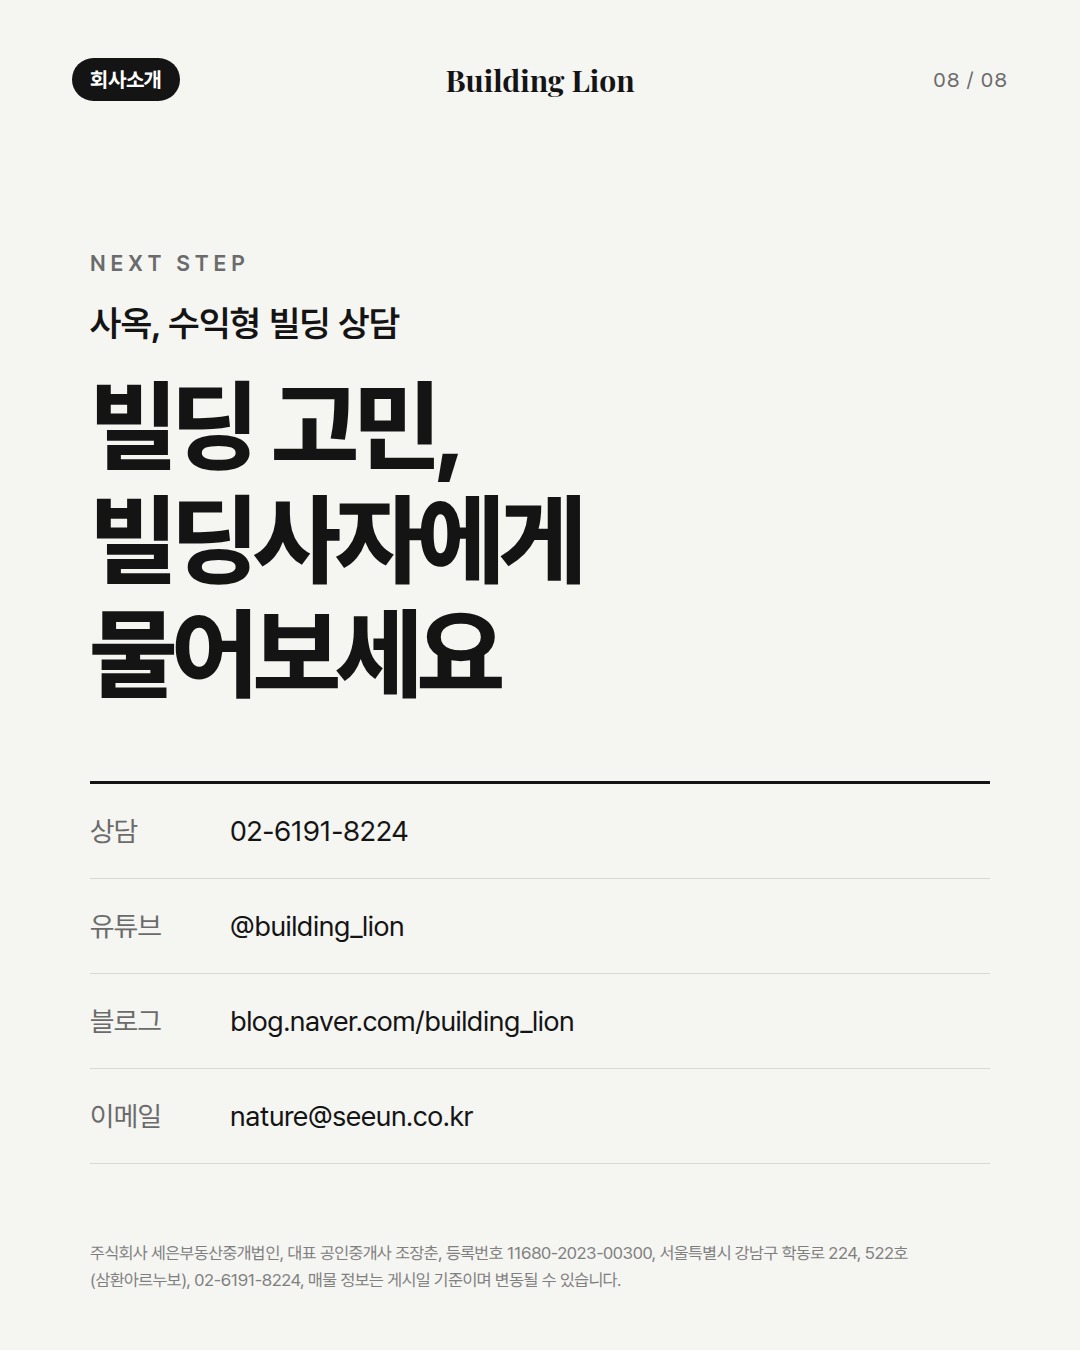 회사소개
Building Lion
08 / 08
NEXT STEP
사옥, 수익형 빌딩 상담
빌딩 고민,
빌딩사자에게
물어보세요
상담 02-6191-8224
유튜브 @building_lion
블로그 blog.naver.com/building_lion
이메일 nature@seeun.co.kr
주식회사 세은부동산중개법인, 대표 공인중개사 조장춘, 등록번호 11680-2023-00300, 서울특별시 강남구 학동로 224, 522호
(삼환아르누보), 02-6191-8224, 매물 정보는 게시일 기준이며 변동될 수 있습니다.